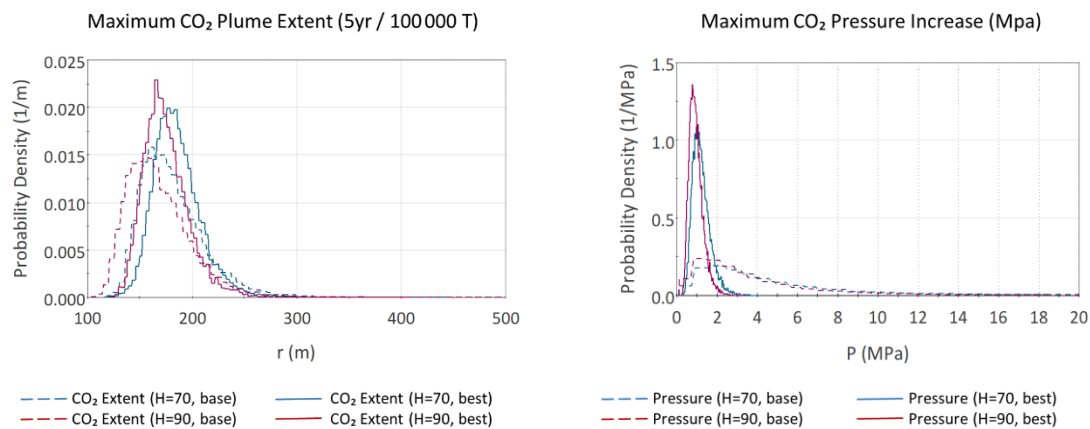 Maximum CO₂ Plume Extent (5yr / 100 000 T)
Probability Density (1/m)
0.025
0.020
0.015
0.010
0.005
0.000
100 200 300 400 500
r (m)
CO₂ Extent (H=70, base) CO₂ Extent (H=70, best)
CO₂ Extent (H=90, base) CO₂ Extent (H=90, best)
Maximum CO₂ Pressure Increase (Mpa)
Probability Density (1/MPa)
1.5
1.0
0.5
0.0
0 2 4 6 8 10 12 14 16 18 20
P (MPa)
Pressure (H=70, base) Pressure (H=70, best)
Pressure (H=90, base) Pressure (H=90, best)